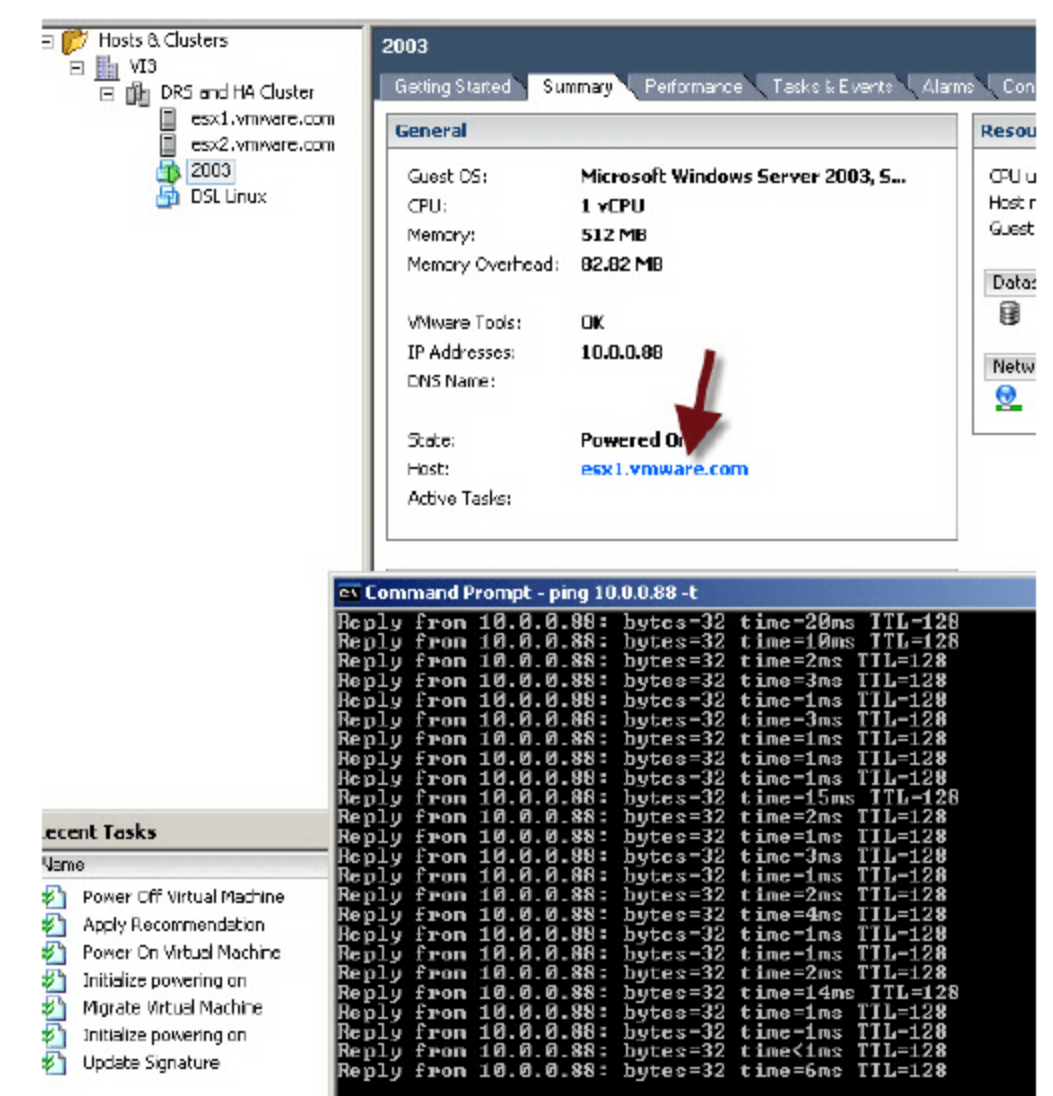 Hosts & Clusters
VI3
DRS and HA Cluster
esx1.vmware.com
esx2.vmware.com
2003
DSL Linux
2003
Getting Started Summary Performance Tasks & Events Alarms Con
General
Guest OS: Microsoft Windows Server 2003, S...
CPU: 1 vCPU
Memory: 512 MB
Memory Overhead: 82.82 MB
VMware Tools: OK
IP Addresses: 10.0.0.88
DNS Name:
State: Powered On
Host: esx1.vmware.com
Active Tasks:
Resou
CPU u
Host r
Guest
Datas
Netw
Command Prompt - ping 10.0.0.88 -t
Reply from 10.0.0.88: bytes=32 time=20ms TTL=128
Reply from 10.0.0.88: bytes=32 time=10ms TTL=128
Reply from 10.0.0.88: bytes=32 time=2ms TTL=128
Reply from 10.0.0.88: bytes=32 time=3ms TTL=128
Reply from 10.0.0.88: bytes=32 time=1ms TTL=128
Reply from 10.0.0.88: bytes=32 time=3ms TTL=128
Reply from 10.0.0.88: bytes=32 time=1ms TTL=128
Reply from 10.0.0.88: bytes=32 time=1ms TTL=128
Reply from 10.0.0.88: bytes=32 time=1ms TTL=128
Reply from 10.0.0.88: bytes=32 time=15ms TTL=128
Reply from 10.0.0.88: bytes=32 time=2ms TTL=128
Reply from 10.0.0.88: bytes=32 time=1ms TTL=128
Reply from 10.0.0.88: bytes=32 time=3ms TTL=128
Reply from 10.0.0.88: bytes=32 time=1ms TTL=128
Reply from 10.0.0.88: bytes=32 time=2ms TTL=128
Reply from 10.0.0.88: bytes=32 time=4ms TTL=128
Reply from 10.0.0.88: bytes=32 time=1ms TTL=128
Reply from 10.0.0.88: bytes=32 time=1ms TTL=128
Reply from 10.0.0.88: bytes=32 time=2ms TTL=128
Reply from 10.0.0.88: bytes=32 time=14ms TTL=128
Reply from 10.0.0.88: bytes=32 time=1ms TTL=128
Reply from 10.0.0.88: bytes=32 time=1ms TTL=128
Reply from 10.0.0.88: bytes=32 time<1ms TTL=128
Reply from 10.0.0.88: bytes=32 time=6ms TTL=128
ecent Tasks
Name
Power Off Virtual Machine
Apply Recommendation
Power On Virtual Machine
Initialize powering on
Migrate Virtual Machine
Initialize powering on
Update Signature